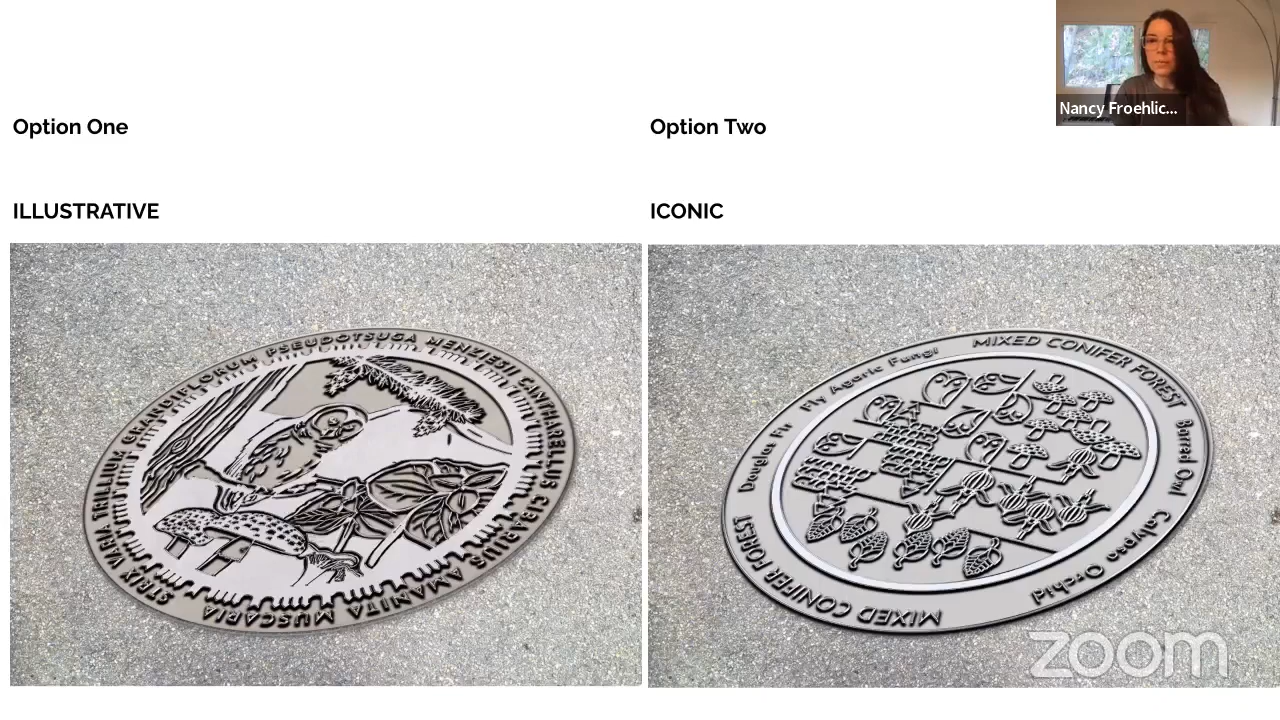 Nancy Froehlic...
Option One
Option Two
ILLUSTRATIVE
ICONIC
STRIX VARIA TRILLIUM GRANDIFLORUM PSEUDOTSUGA MENZIESII CANTHARELLUS CIBARIUS AMANITA MUSCARIA
MIXED CONIFER FOREST
Barred Owl
Calypso Orchid
MIXED CONIFER FOREST
Douglas Fir
Fly Agaric Fungi
zoom